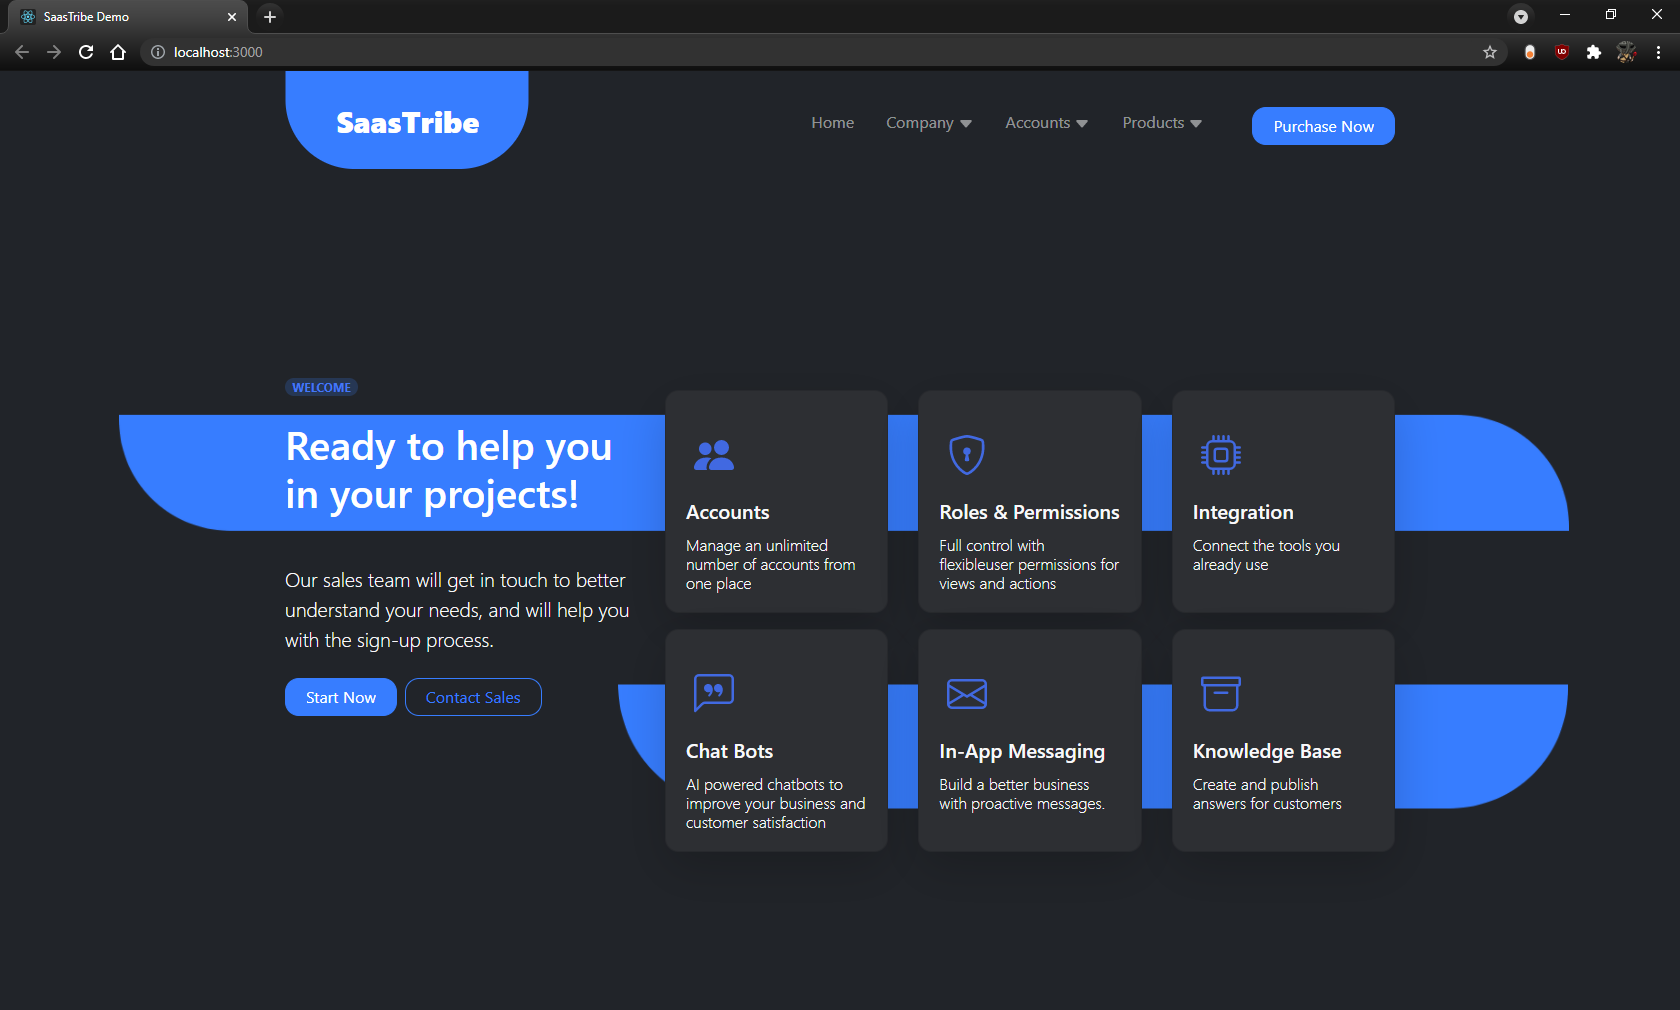 SaasTribe Demo
localhost:3000
SaasTribe
Home
Company
Accounts
Products
Purchase Now
WELCOME
Ready to help you
in your projects!
Our sales team will get in touch to better
understand your needs, and will help you
with the sign-up process.
Start Now
Contact Sales
Accounts
Manage an unlimited
number of accounts from
one place
Roles & Permissions
Full control with
flexibleuser permissions for
views and actions
Integration
Connect the tools you
already use
Chat Bots
AI powered chatbots to
improve your business and
customer satisfaction
In-App Messaging
Build a better business
with proactive messages.
Knowledge Base
Create and publish
answers for customers